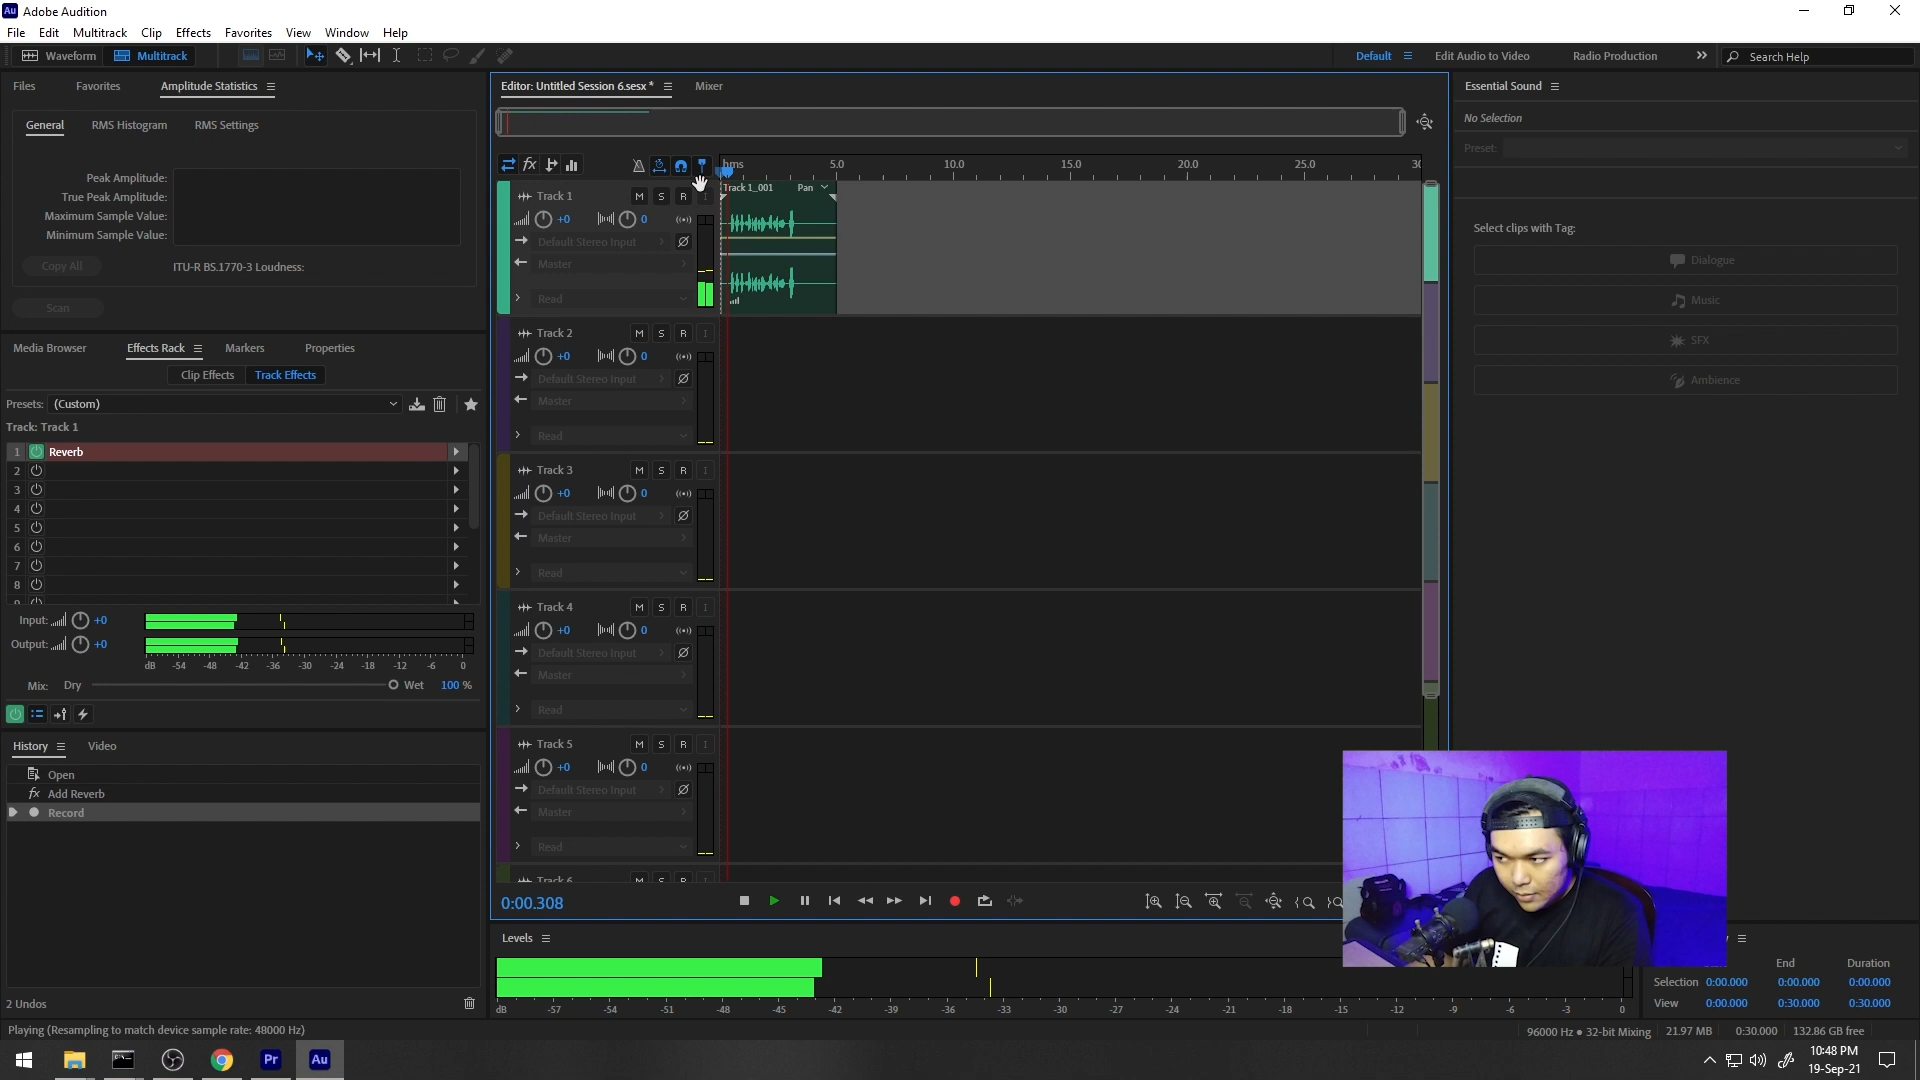 Au Adobe Audition
File Edit Multitrack Clip Effects Favorites View Window Help
Waveform Multitrack Default Edit Audio to Video Radio Production Search Help
Files Favorites Amplitude Statistics
General RMS Histogram RMS Settings
Peak Amplitude:
True Peak Amplitude:
Maximum Sample Value:
Minimum Sample Value:
Copy All ITU-R BS.1770-3 Loudness:
Scan
Media Browser Effects Rack Markers Properties
Clip Effects Track Effects
Presets: (Custom)
Track: Track 1
1 Reverb
2
3
4
5
6
7
8
Input: +0
Output: +0
dB -54 -48 -42 -36 -30 -24 -18 -12 -6 0
Mix: Dry Wet 100 %
History Video
Open
fx Add Reverb
Record
2 Undos
Playing (Resampling to match device sample rate: 48000 Hz)
Editor: Untitled Session 6.sesx * Mixer
fx hms 5.0 10.0 15.0 20.0 25.0 30
Track 1 M S R I Track 1_001 Pan
+0 0
Default Stereo Input
Master
Read
Track 2 M S R I
+0 0
Default Stereo Input
Master
Read
Track 3 M S R I
+0 0
Default Stereo Input
Master
Read
Track 4 M S R I
+0 0
Default Stereo Input
Master
Read
Track 5 M S R I
+0 0
Default Stereo Input
Master
Read
Track 6 M S R I
0:00.308
Levels
dB -57 -54 -51 -48 -45 -42 -39 -36 -33 -30 -27 -24 -21 -18 -15 -12 -9 -6 -3 0
Essential Sound
No Selection
Preset:
Select clips with Tag:
Dialogue
Music
SFX
Ambience
End Duration
Selection 0:00.000 0:00.000 0:00.000
View 0:00.000 0:30.000 0:30.000
96000 Hz ● 32-bit Mixing 21.97 MB 0:30.000 132.86 GB free
Pr Au 10:48 PM
19-Sep-21